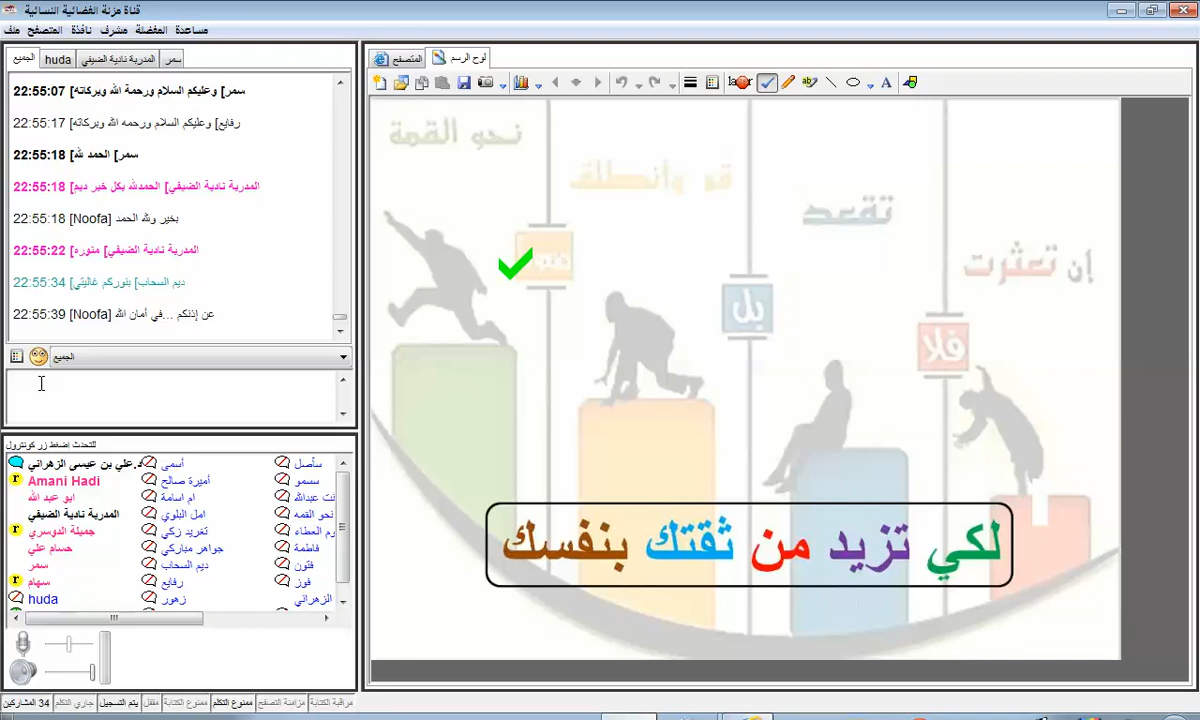 قناة مزنة الفضائية النسائية
ملف المتصفح نافذة مشرف المفضلة مساعدة
الجميع huda المدربة نادية الضيفي سمر
22:55:07 سمر] وعليكم السلام ورحمة الله وبركاته]
22:55:17 رفايع] وعليكم السلام ورحمه الله وبركاته]
22:55:18 سمر] الحمد لله]
22:55:18 المدربة نادية الضيفي] الحمدلله بكل خير ديم]
22:55:18 [Noofa] بخير ولله الحمد
22:55:22 المدربة نادية الضيفي] منوره]
22:55:34 ديم السحاب] بنوركم غاليتي]
22:55:39 [Noofa] عن إذنكم ...في أمان الله
الجميع
للتحدث اضغط زر كونترول
د.علي بن عيسى الزهراني
Amani Hadi
ابو عبد الله
المدربة نادية الضيفي
جميلة الدوسري
حسام علي
سمر
سهام
huda
أسمى
أميرة صالح
ام اسامة
امل البلوي
تغريد زكي
جواهر مباركي
ديم السحاب
رفايع
زهور
سأصل
سسمو
نت عبدالله
نحو القمه
وم العطاء
فاطمة
فتون
فوز
الزهراني
34 المشاركين
جاري التكلم
يتم التسجيل
مقفل
ممنوع الكتابة
ممنوع التكلم
مزامنة التصفح
مراقبة الكتابة
المتصفح
لوح الرسم
إن تعثرت
فلا
تقعد
بل
قم وانطلق
نحو القمة
لكي تزيد من ثقتك بنفسك